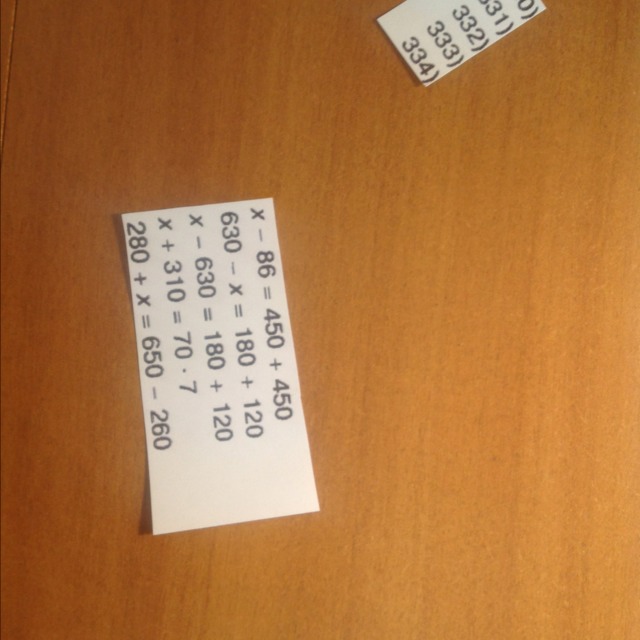 x – 86 = 450 + 450
630 – x = 180 + 120
x – 630 = 180 + 120
x + 310 = 70 · 7
280 + x = 650 – 260
0)
331)
332)
333)
334)